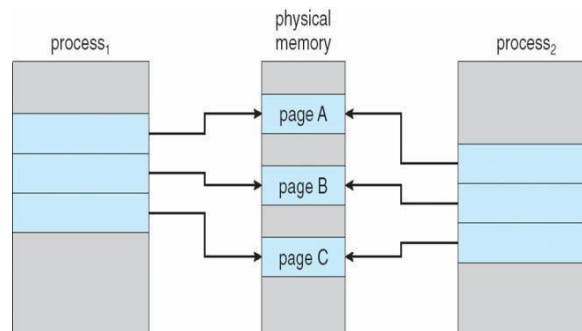 physical
memory
process₁
process₂
page A
page B
page C